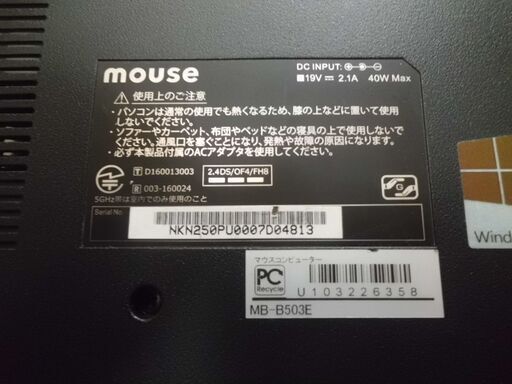 mouse
DC INPUT:
19V 2.1A 40W Max
使用上のご注意
・パソコンは通常の使用でも熱くなるため、膝の上などに置いて使用
しないでください。
・ソファーやカーペット、布団やベッドなどの寝具の上で使用しない
でください。通風口を塞ぐことになり、発熱や故障の原因になります。
・必ず本製品付属のACアダプタを使用してください。
T D160013003
R 003-160024
2.4DS/OF4/FH8
5GHz帯は室内でのみ使用のこと
Serial No
NKN250PU0007D04813
G
Wind
マウスコンピューター
PC
Recycle
U103226358
MB-B503E